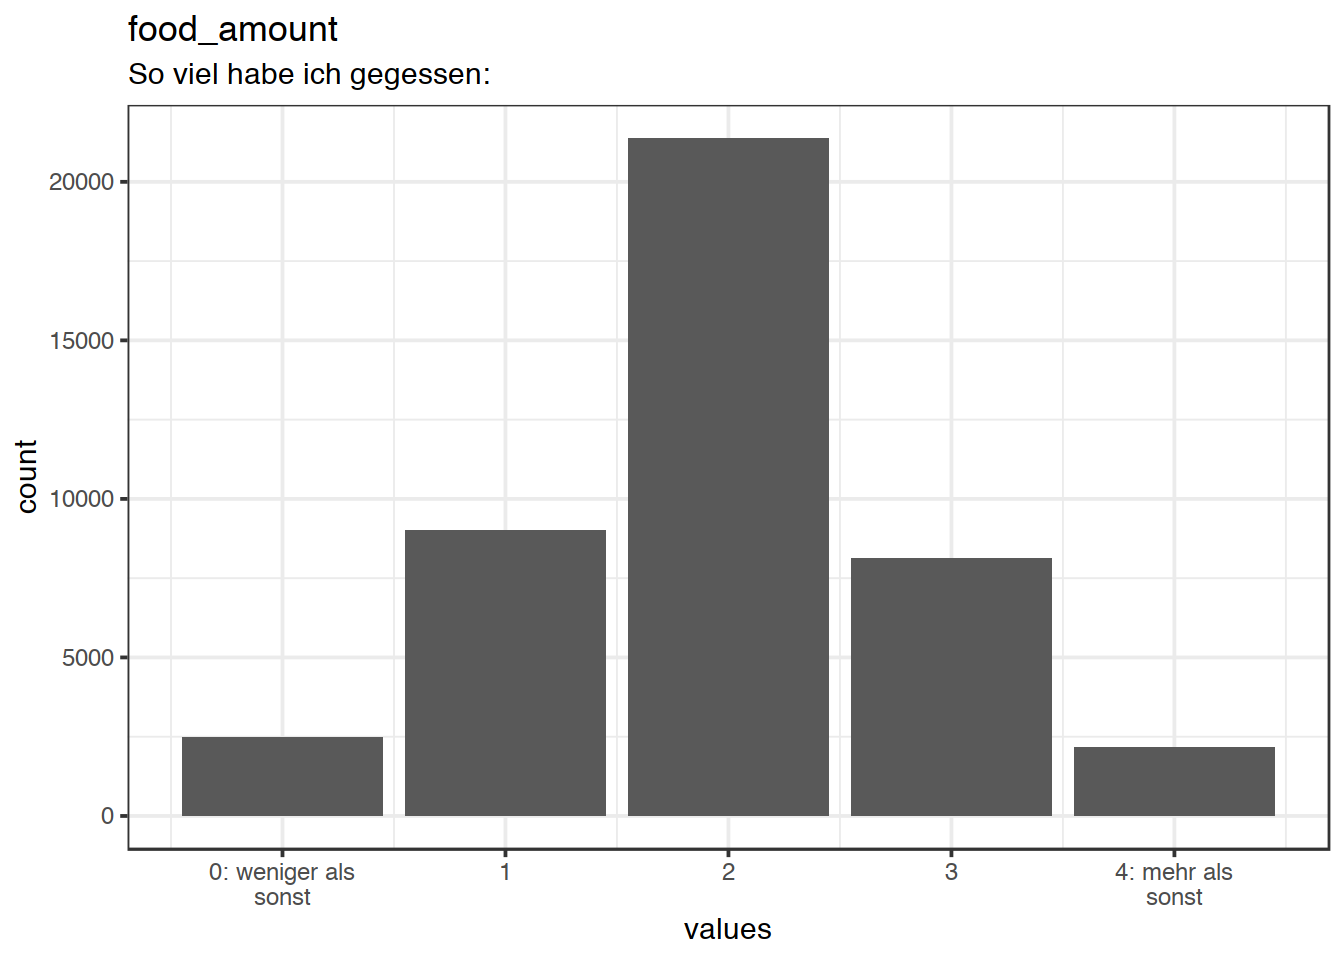 food_amount
So viel habe ich gegessen:
count
20000
15000
10000
5000
0
0: weniger als
sonst
1
2
3
4: mehr als
sonst
values